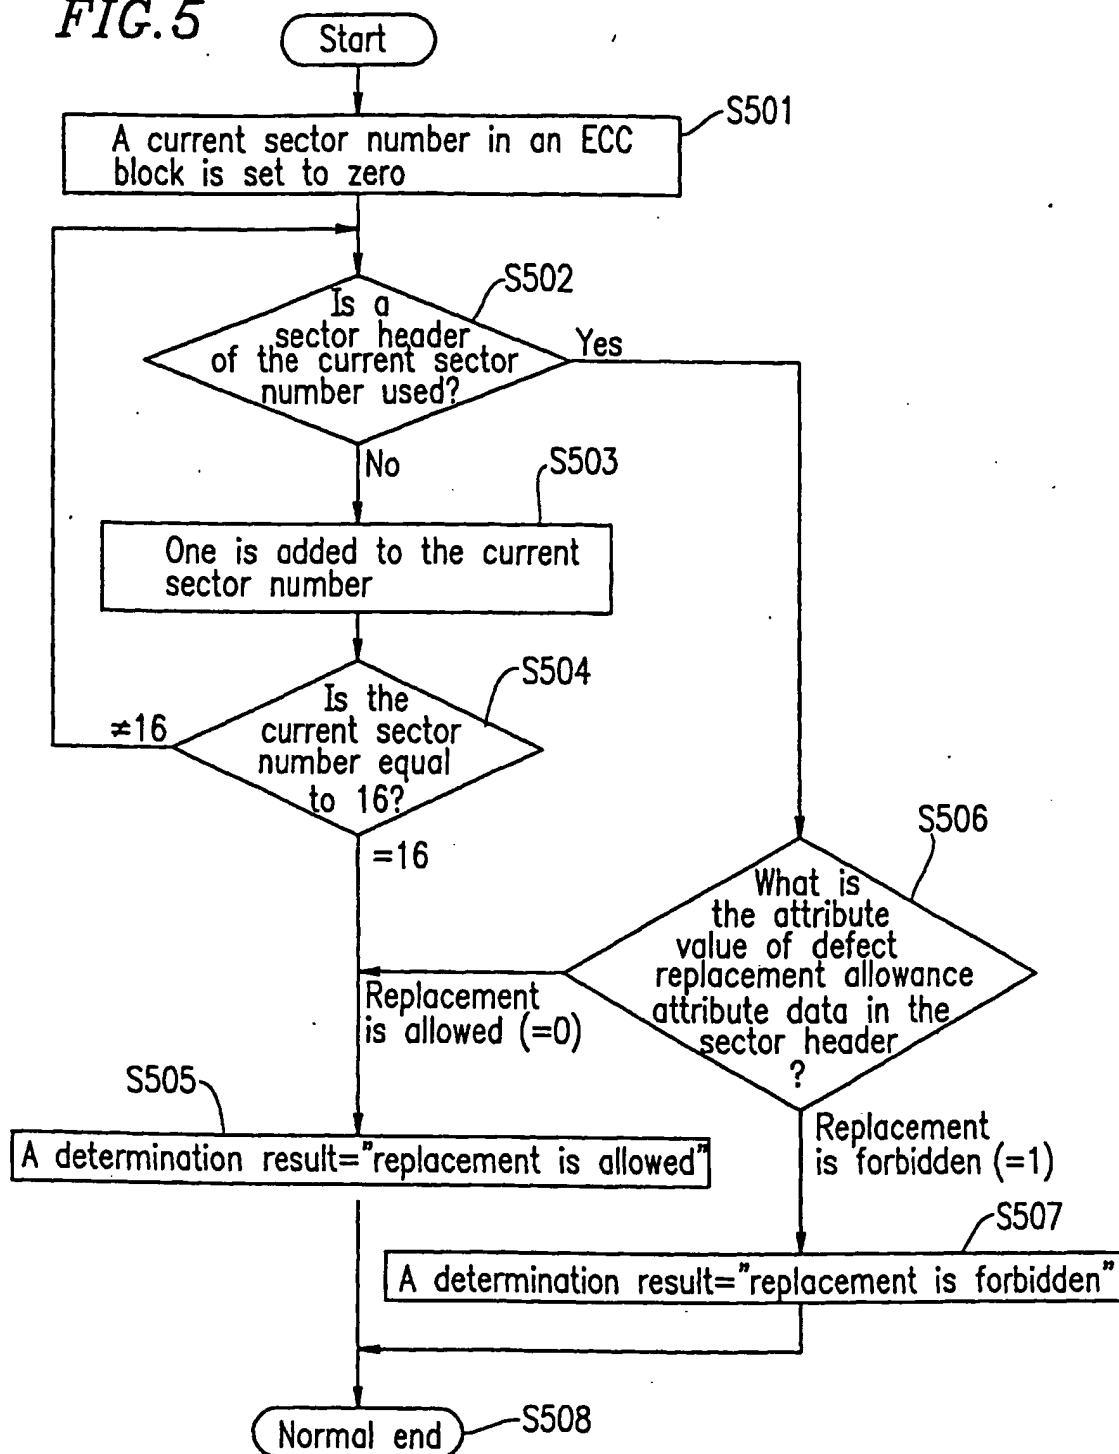 FIG. 5
Start
S501
A current sector number in an ECC
block is set to zero
S502
Is a
sector header
of the current sector
number used?
Yes
No
S503
One is added to the current
sector number
S504
Is the
current sector
number equal
to 16?
≠16
=16
S506
What is
the attribute
value of defect
replacement allowance
attribute data in the
sector header
?
Replacement
is allowed (=0)
S505
A determination result="replacement is allowed"
Replacement
is forbidden (=1)
S507
A determination result="replacement is forbidden"
Normal end
S508